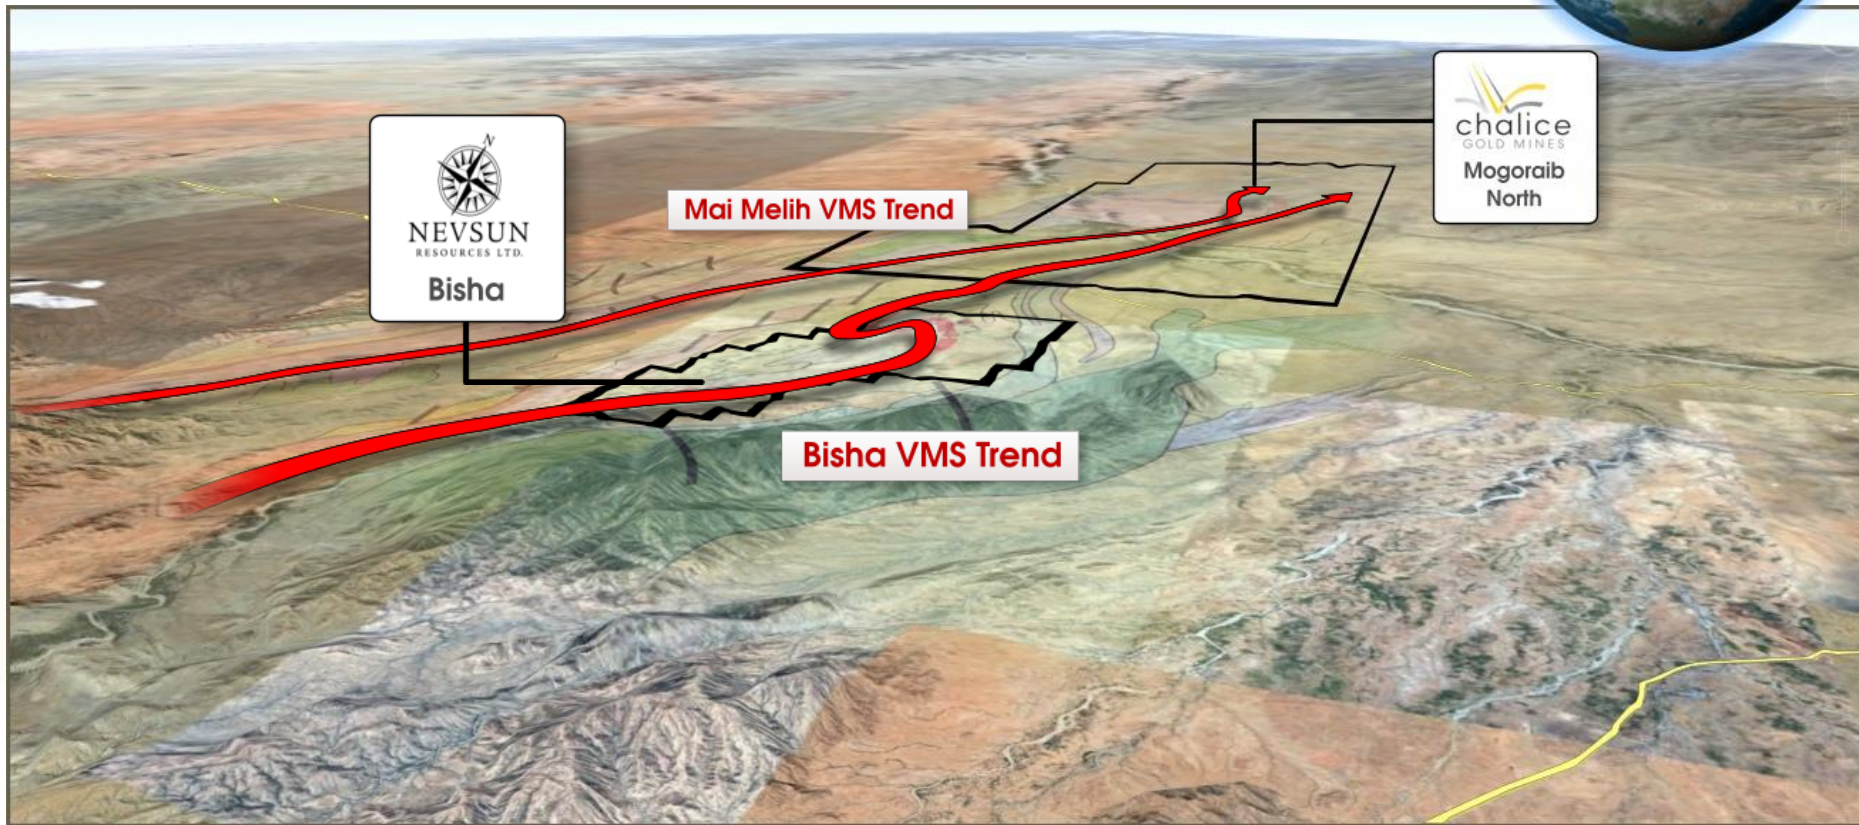 N
NEVSUN
RESOURCES LTD.
Bisha
Mai Melih VMS Trend
chalice
GOLD MINES
Mogoraib
North
Bisha VMS Trend